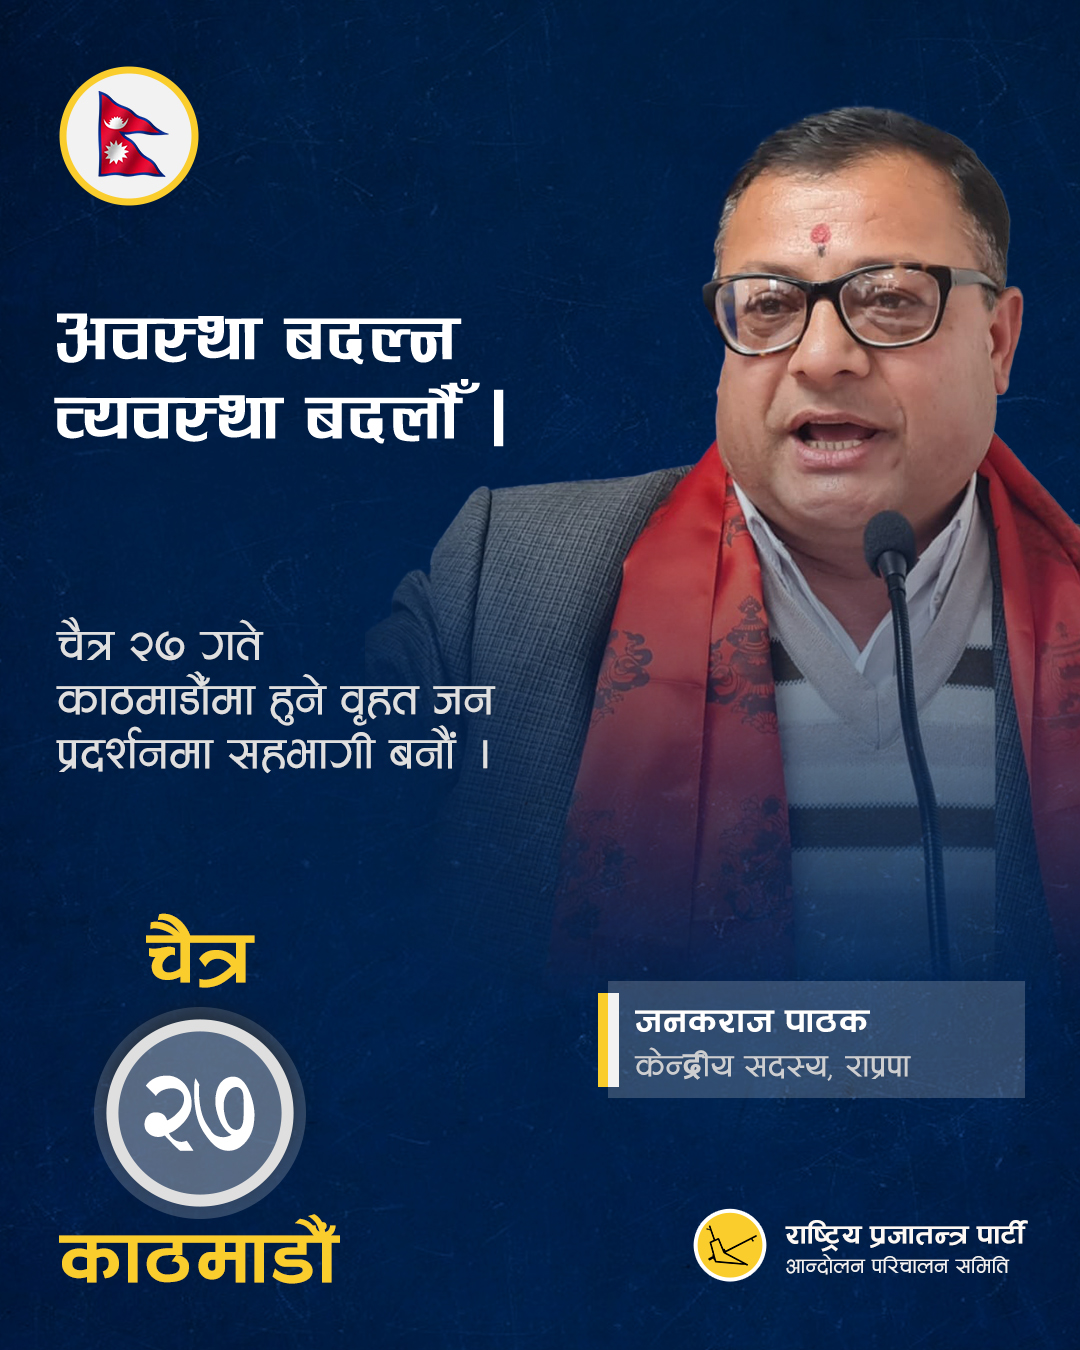 अवस्था बदल्न
व्यवस्था बदलौँ ।
चैत्र २७ गते
काठमाडौँमा हुने वृहत जन
प्रदर्शनमा सहभागी बनौं ।
चैत्र
२७
काठमाडौं
जनकराज पाठक
केन्द्रीय सदस्य, राप्रपा
राष्ट्रिय प्रजातन्त्र पार्टी
आन्दोलन परिचालन समिति